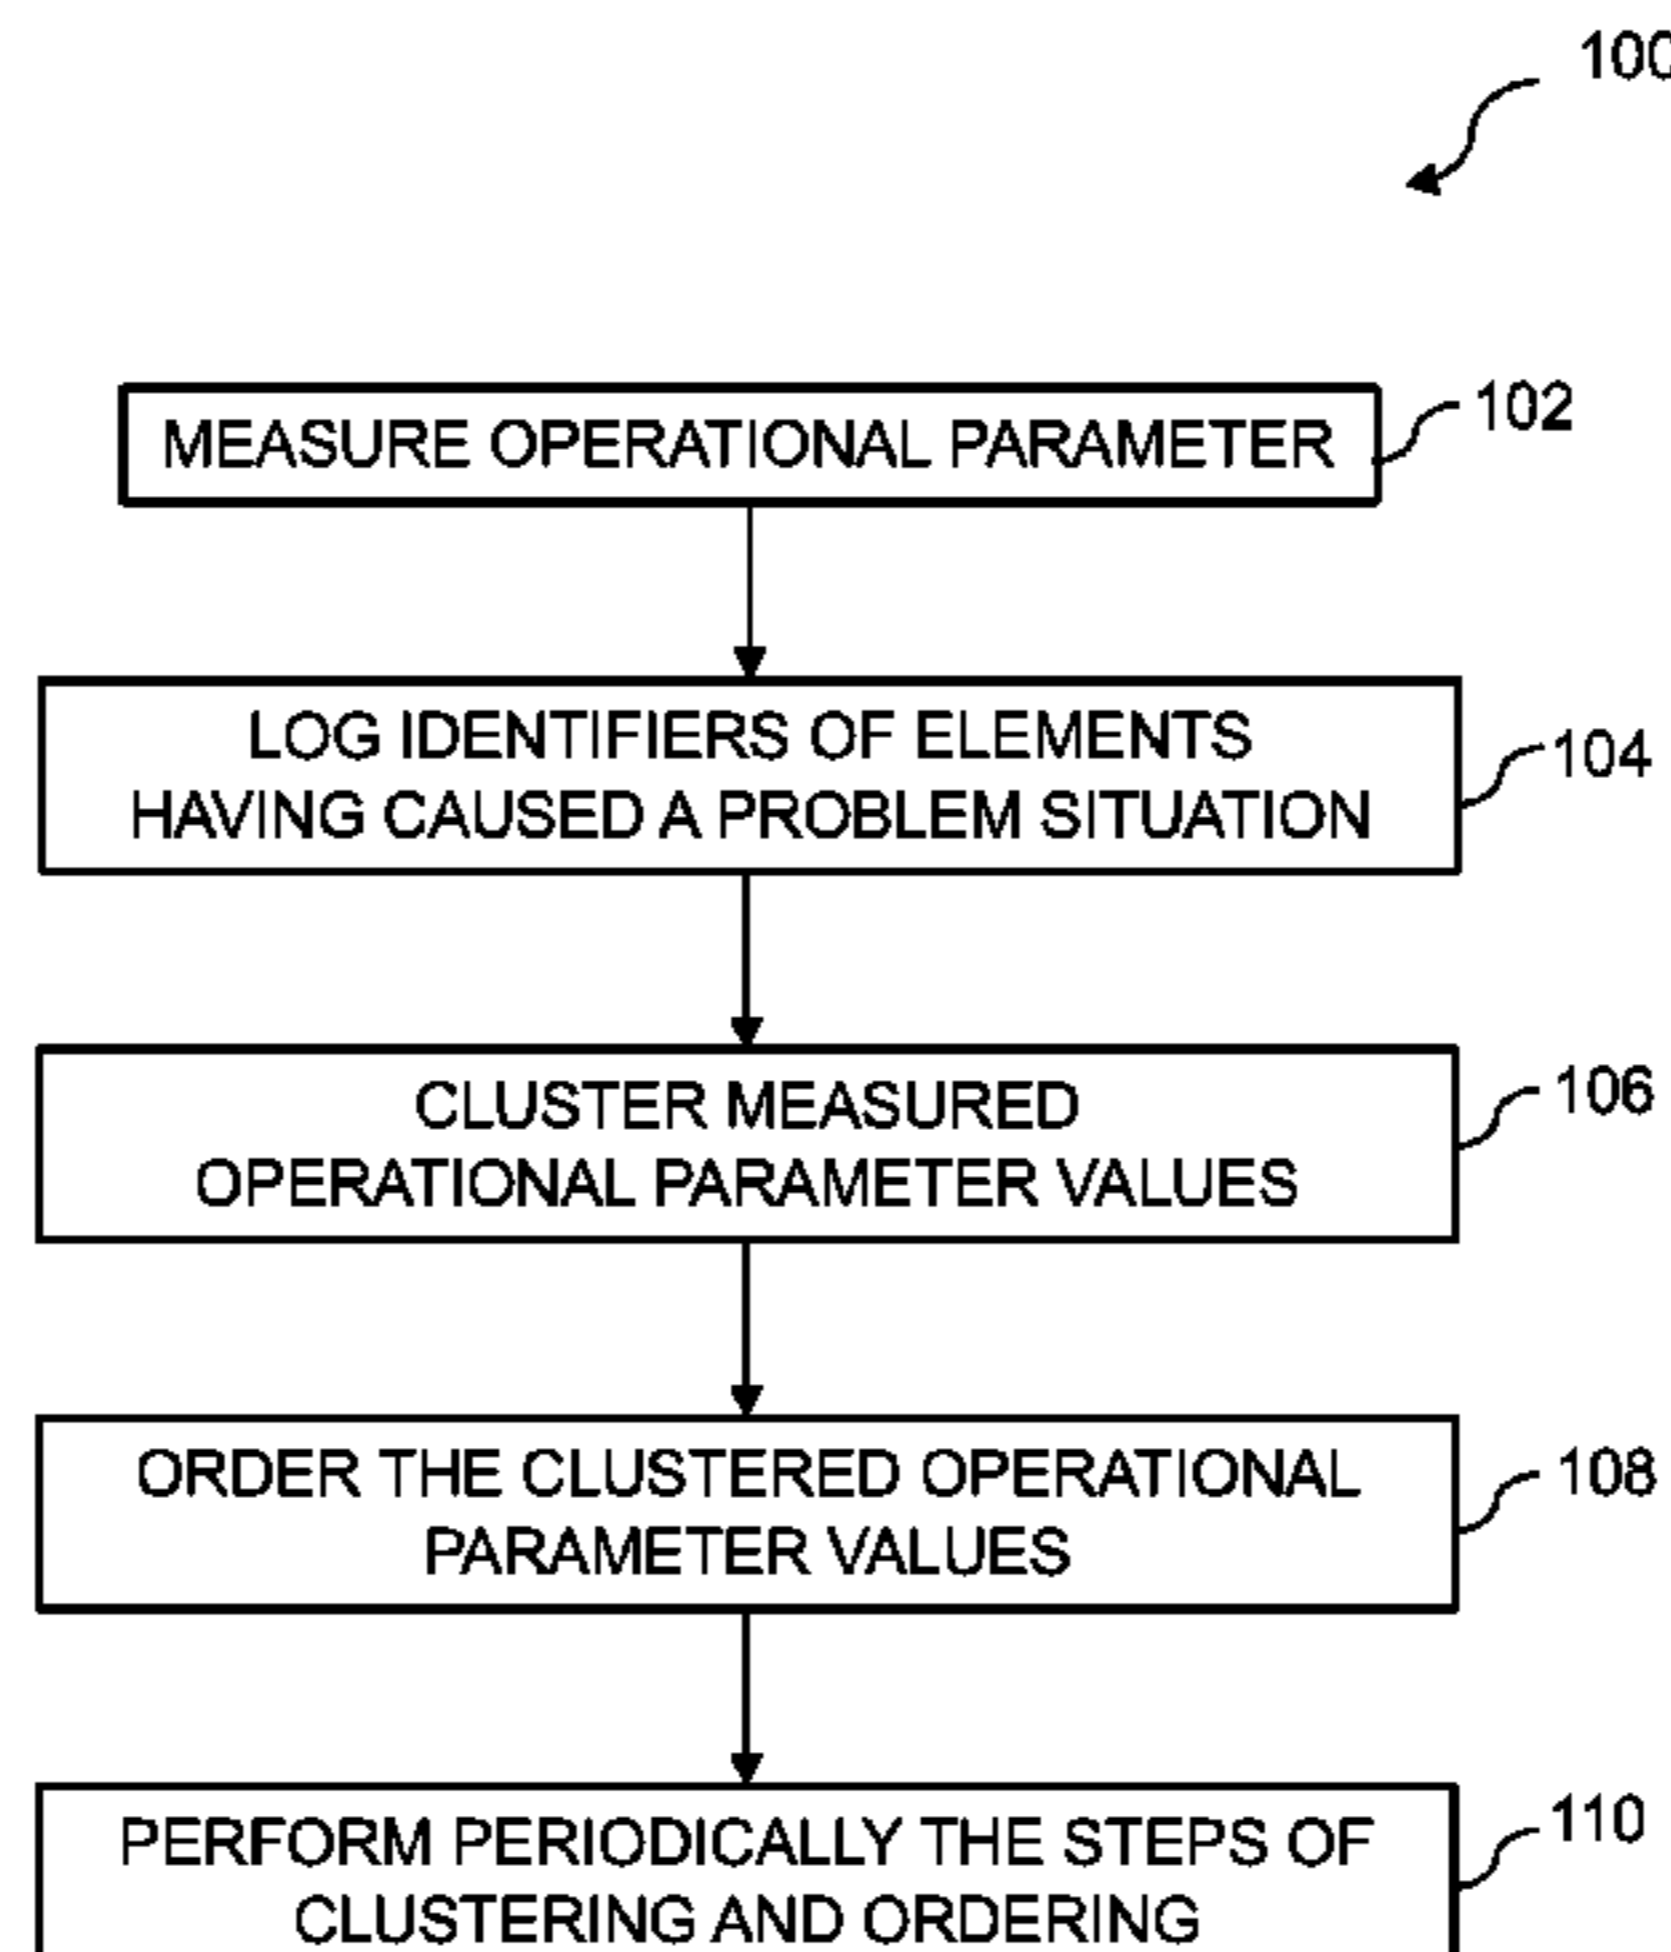 100
MEASURE OPERATIONAL PARAMETER
102
LOG IDENTIFIERS OF ELEMENTS
HAVING CAUSED A PROBLEM SITUATION
104
CLUSTER MEASURED
OPERATIONAL PARAMETER VALUES
106
ORDER THE CLUSTERED OPERATIONAL
PARAMETER VALUES
108
PERFORM PERIODICALLY THE STEPS OF
CLUSTERING AND ORDERING
110